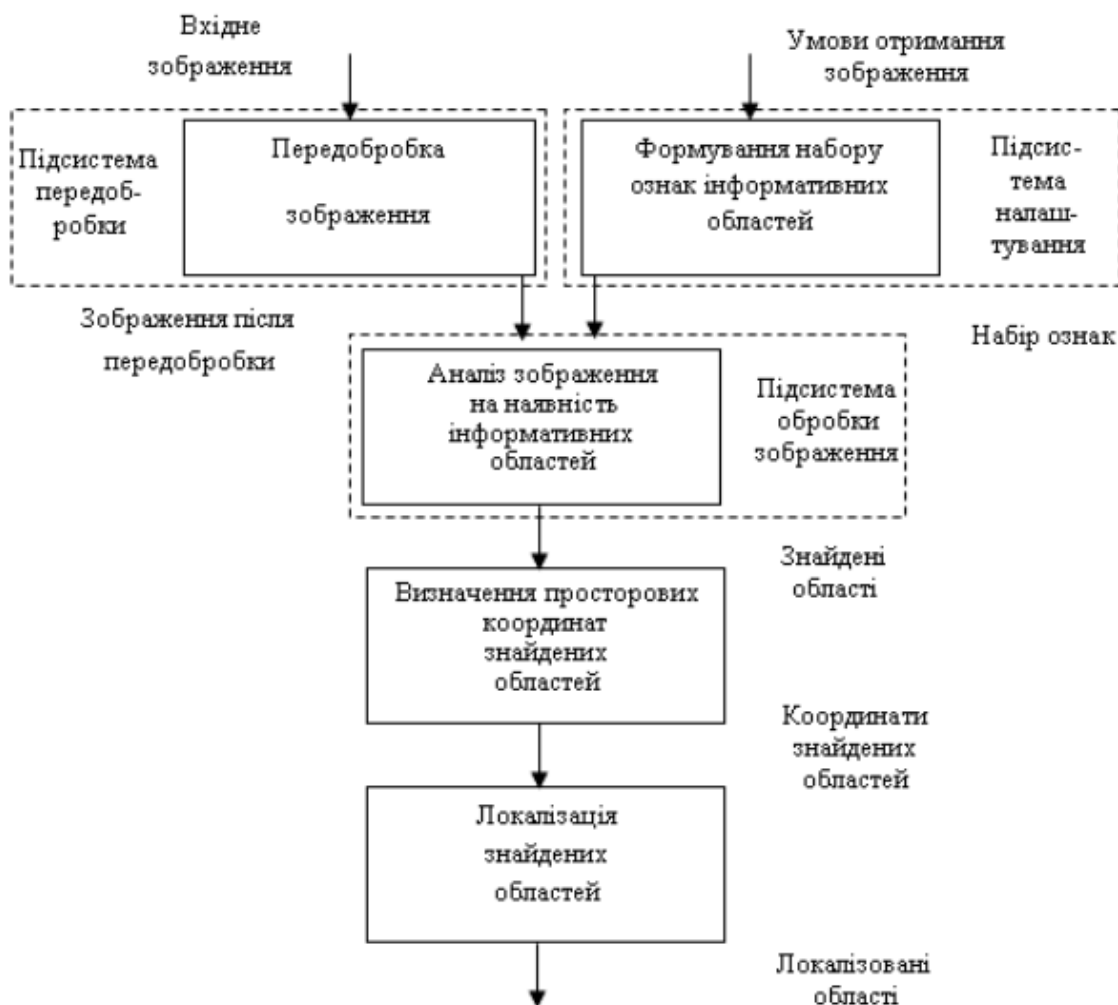 Вхідне
зображення
Умови отримання
зображення
Підсистема
передоб-
робки
Передобробка
зображення
Формування набору
ознак інформативних
областей
Підсис-
тема
налаш-
тування
Зображення після
передобробки
Набір ознак
Аналіз зображення
на наявність
інформативних
областей
Підсистема
обробки
зображення
Знайдені
області
Визначення просторових
координат
знайдених
областей
Координати
знайдених
областей
Локалізація
знайдених
областей
Локалізовані
області